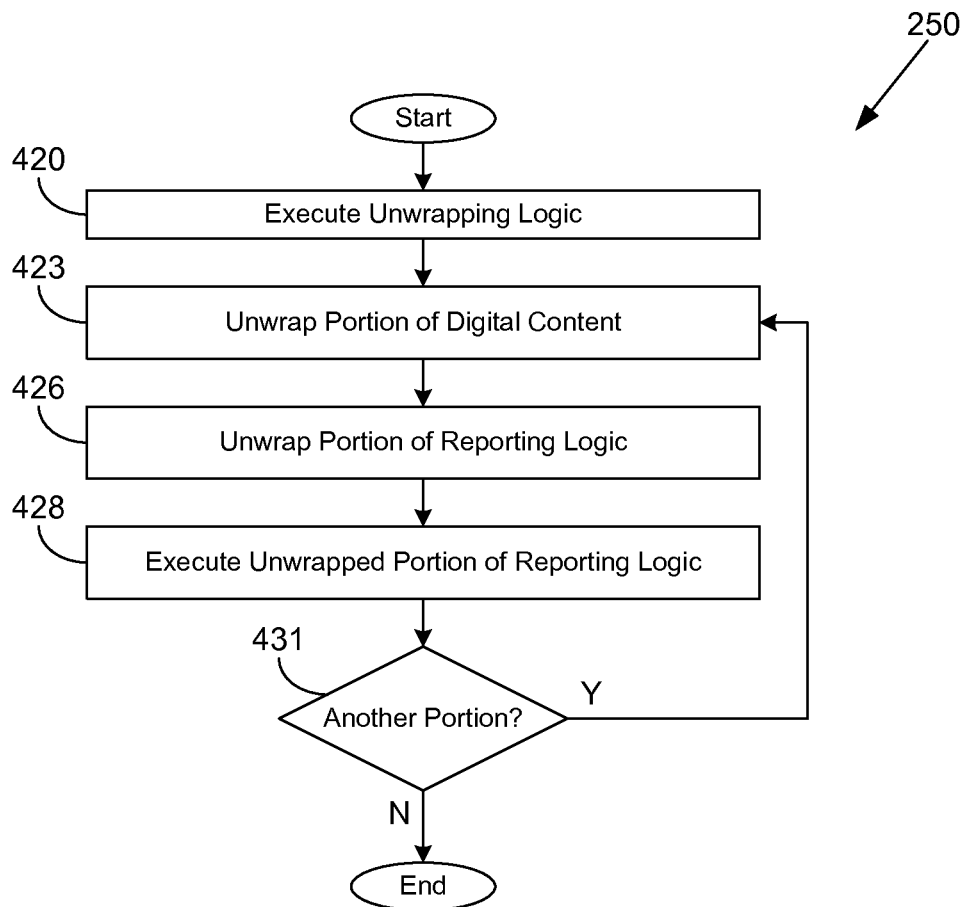 250
Start
420
Execute Unwrapping Logic
423
Unwrap Portion of Digital Content
426
Unwrap Portion of Reporting Logic
428
Execute Unwrapped Portion of Reporting Logic
431
Another Portion?
Y
N
End